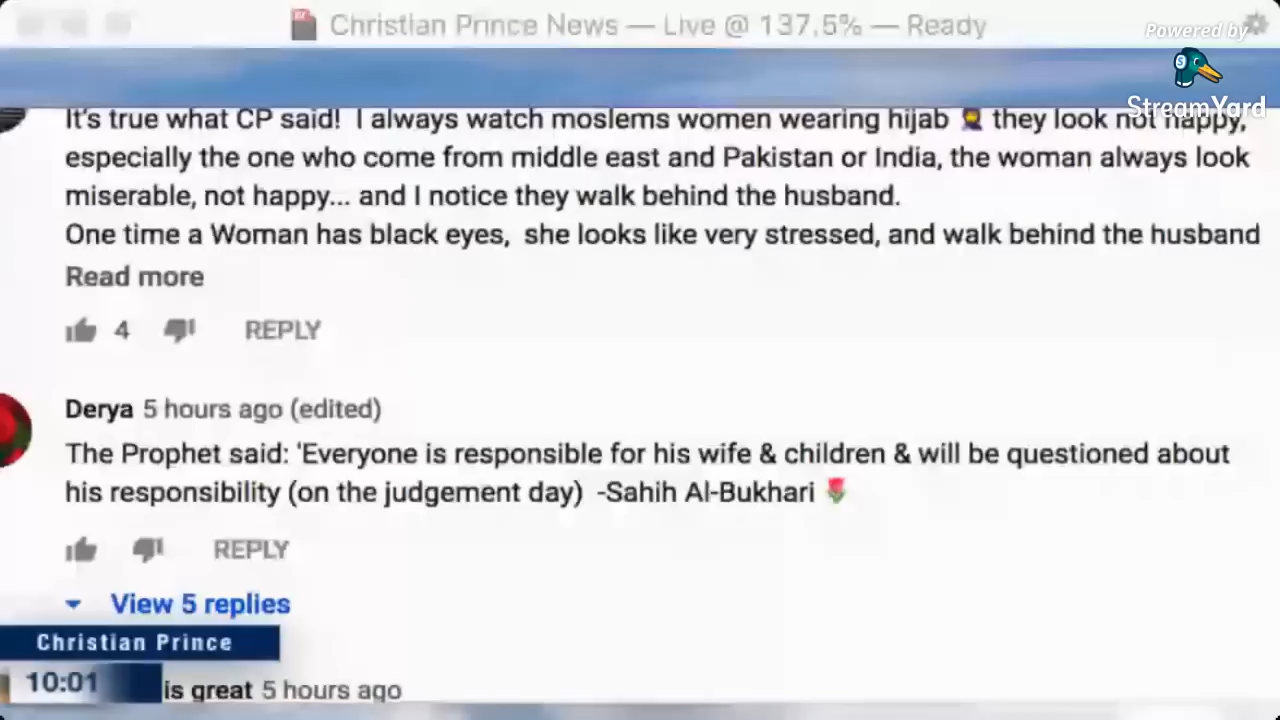 Christian Prince News — Live @ 137.5% — Ready
Powered by
StreamYard
It's true what CP said! I always watch moslems women wearing hijab 🧕 they look not happy,
especially the one who come from middle east and Pakistan or India, the woman always look
miserable, not happy... and I notice they walk behind the husband.
One time a Woman has black eyes, she looks like very stressed, and walk behind the husband
Read more
4 REPLY
Derya 5 hours ago (edited)
The Prophet said: 'Everyone is responsible for his wife & children & will be questioned about
his responsibility (on the judgement day) -Sahih Al-Bukhari 🌹
REPLY
View 5 replies
Christian Prince
10:01
is great 5 hours ago